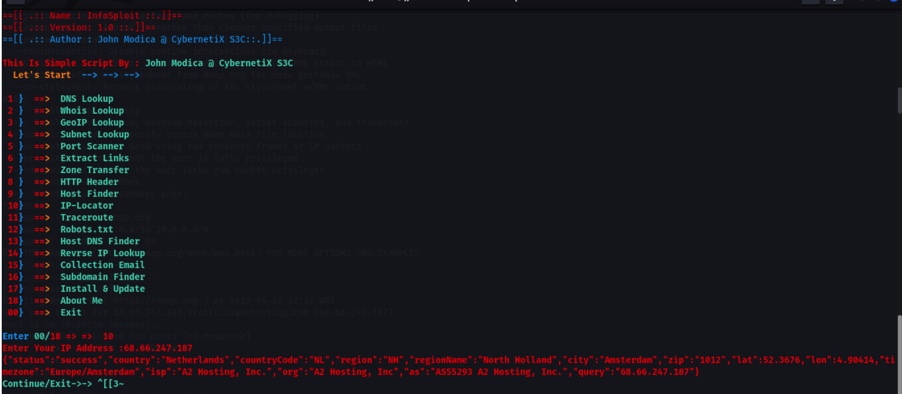 ==[[ .:: Name : InfoSploit ::.]]==
==[[ .:: Version: 1.0 :::.]]==
==[[ .:: Author : John Modica @ CybernetiX S3C::.]]==
This Is Simple Script By : John Modica @ CybernetiX S3C
Let's Start --> --> -->
1 } ==> DNS Lookup
2 } ==> Whois Lookup
3 } ==> GeoIP Lookup
4 } ==> Subnet Lookup
5 } ==> Port Scanner
6 } ==> Extract Links
7 } ==> Zone Transfer
8 } ==> HTTP Header
9 } ==> Host Finder
10} ==> IP-Locator
11} ==> Traceroute
12} ==> Robots.txt
13} ==> Host DNS Finder
14} ==> Revrse IP Lookup
15} ==> Collection Email
16} ==> Subdomain Finder
17} ==> Install & Update
18} ==> About Me
00} ==> Exit
Enter 00/18 => => 10
Enter Your IP Address :68.66.247.187
{"status":"success","country":"Netherlands","countryCode":"NL","region":"NH","regionName":"North Holland","city":"Amsterdam","zip":"1012","lat":52.3676,"lon":4.90414,"ti
mezone":"Europe/Amsterdam","isp":"A2 Hosting, Inc.","org":"A2 Hosting, Inc","as":"AS55293 A2 Hosting, Inc.","query":"68.66.247.187"}
Continue/Exit->-> ^[[3~